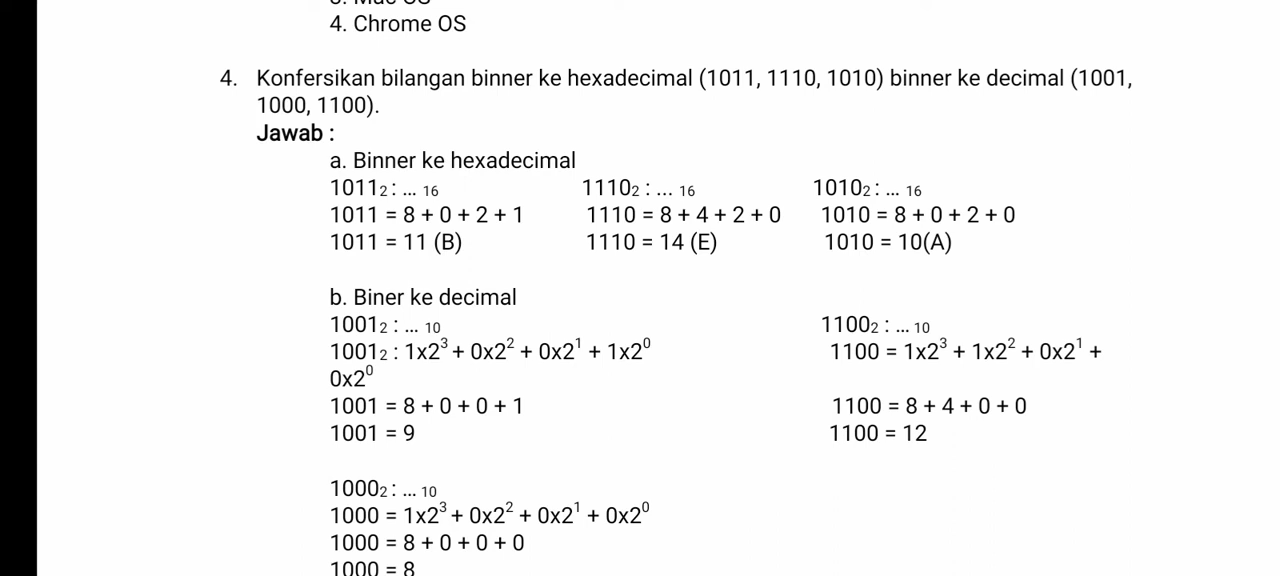 3. Mac OS
4. Chrome OS
4. Konfersikan bilangan binner ke hexadecimal (1011, 1110, 1010) binner ke decimal (1001,
1000, 1100).
Jawab :
a. Binner ke hexadecimal
1011₂ : ... ₁₆ 1110₂ : ... ₁₆ 1010₂ : ... ₁₆
1011 = 8 + 0 + 2 + 1 1110 = 8 + 4 + 2 + 0 1010 = 8 + 0 + 2 + 0
1011 = 11 (B) 1110 = 14 (E) 1010 = 10(A)
b. Biner ke decimal
1001₂ : ... ₁₀ 1100₂ : ... ₁₀
1001₂ : 1x2³ + 0x2² + 0x2¹ + 1x2⁰ 1100 = 1x2³ + 1x2² + 0x2¹ +
0x2⁰
1001 = 8 + 0 + 0 + 1 1100 = 8 + 4 + 0 + 0
1001 = 9 1100 = 12
1000₂ : ... ₁₀
1000 = 1x2³ + 0x2² + 0x2¹ + 0x2⁰
1000 = 8 + 0 + 0 + 0
1000 = 8